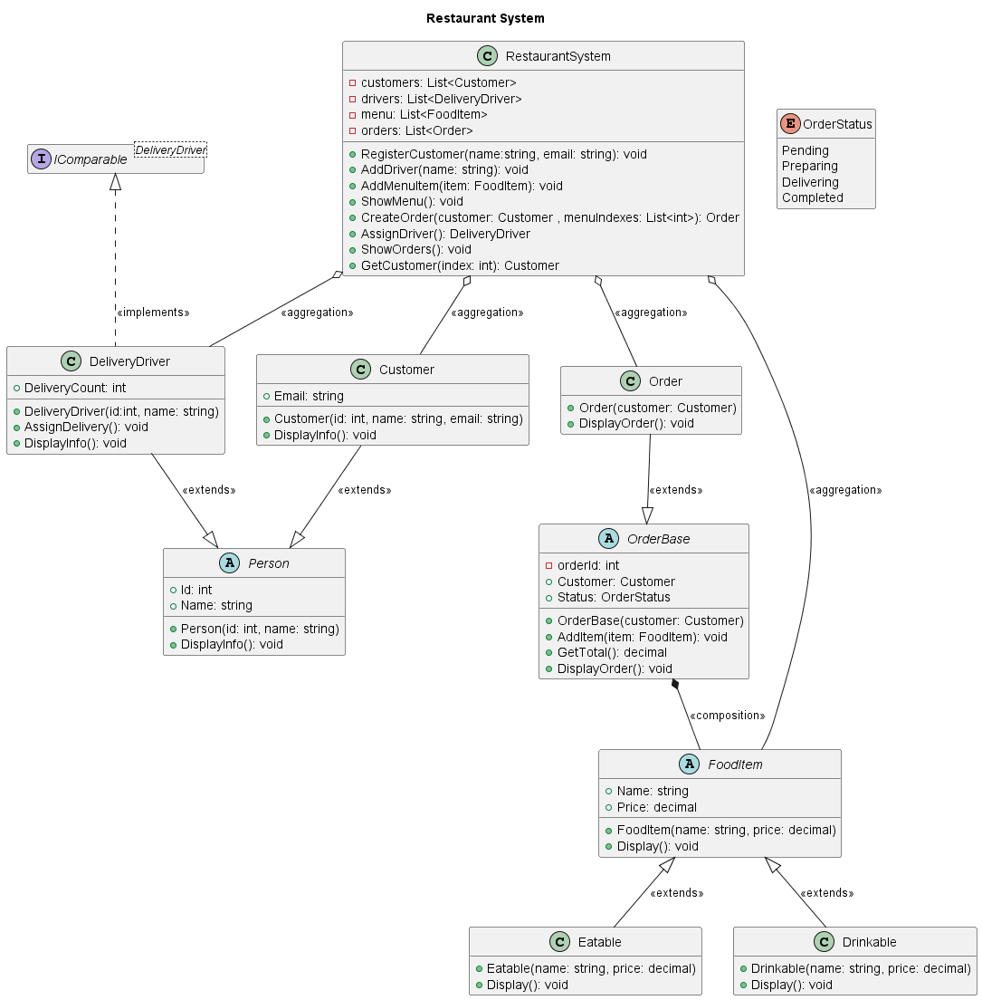 Restaurant System
C RestaurantSystem
customers: List<Customer>
drivers: List<DeliveryDriver>
menu: List<FoodItem>
orders: List<Order>
RegisterCustomer(name:string, email: string): void
AddDriver(name: string): void
AddMenuItem(item: FoodItem): void
ShowMenu(): void
CreateOrder(customer: Customer , menuIndexes: List<int>): Order
AssignDriver(): DeliveryDriver
ShowOrders(): void
GetCustomer(index: int): Customer
E OrderStatus
Pending
Preparing
Delivering
Completed
I IComparable
DeliveryDriver
«implements»
«aggregation»
«aggregation»
«aggregation»
«aggregation»
C DeliveryDriver
DeliveryCount: int
DeliveryDriver(id:int, name: string)
AssignDelivery(): void
DisplayInfo(): void
C Customer
Email: string
Customer(id: int, name: string, email: string)
DisplayInfo(): void
C Order
Order(customer: Customer)
DisplayOrder(): void
«extends»
«extends»
«extends»
A Person
Id: int
Name: string
Person(id: int, name: string)
DisplayInfo(): void
A OrderBase
orderId: int
Customer: Customer
Status: OrderStatus
OrderBase(customer: Customer)
AddItem(item: FoodItem): void
GetTotal(): decimal
DisplayOrder(): void
«composition»
A FoodItem
Name: string
Price: decimal
FoodItem(name: string, price: decimal)
Display(): void
«extends»
«extends»
C Eatable
Eatable(name: string, price: decimal)
Display(): void
C Drinkable
Drinkable(name: string, price: decimal)
Display(): void